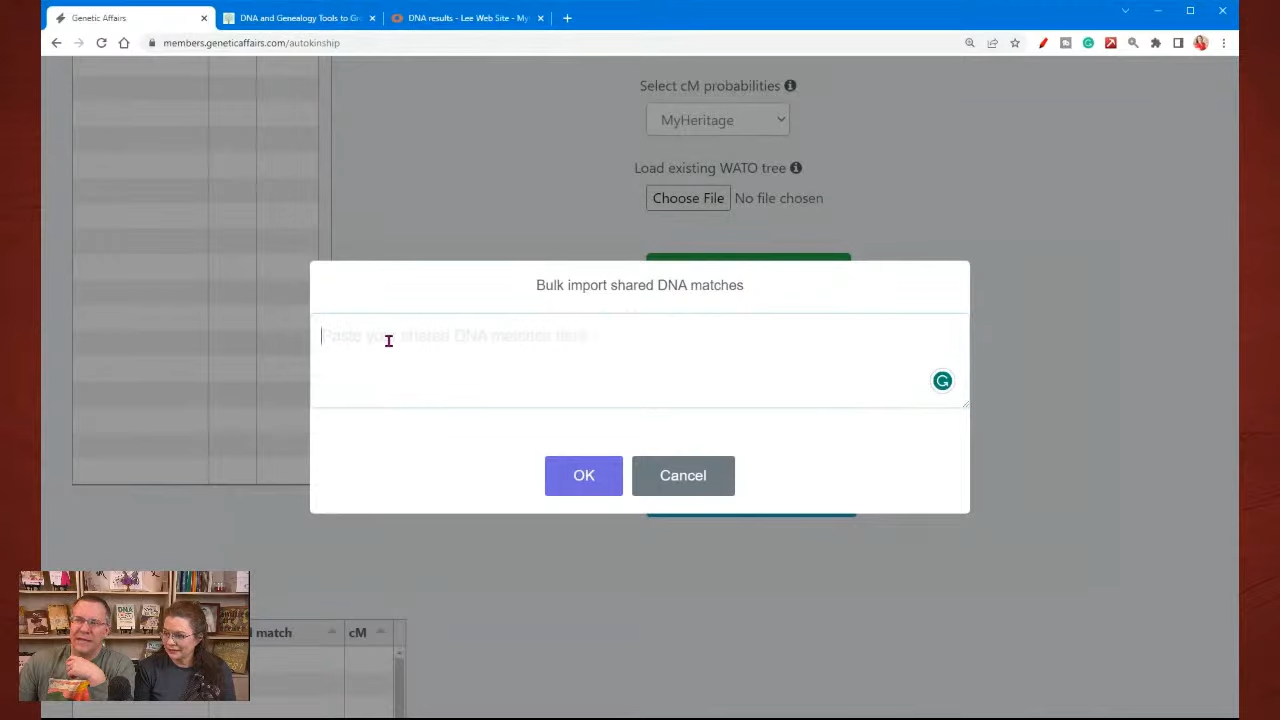 Genetic Affairs
DNA and Genealogy Tools to Gro
DNA results - Lee Web Site - My
members.geneticaffairs.com/autokinship
Select cM probabilities
MyHeritage
Load existing WATO tree
Choose File No file chosen
Bulk import shared DNA matches
Paste your shared DNA matches
OK
Cancel
match
cM